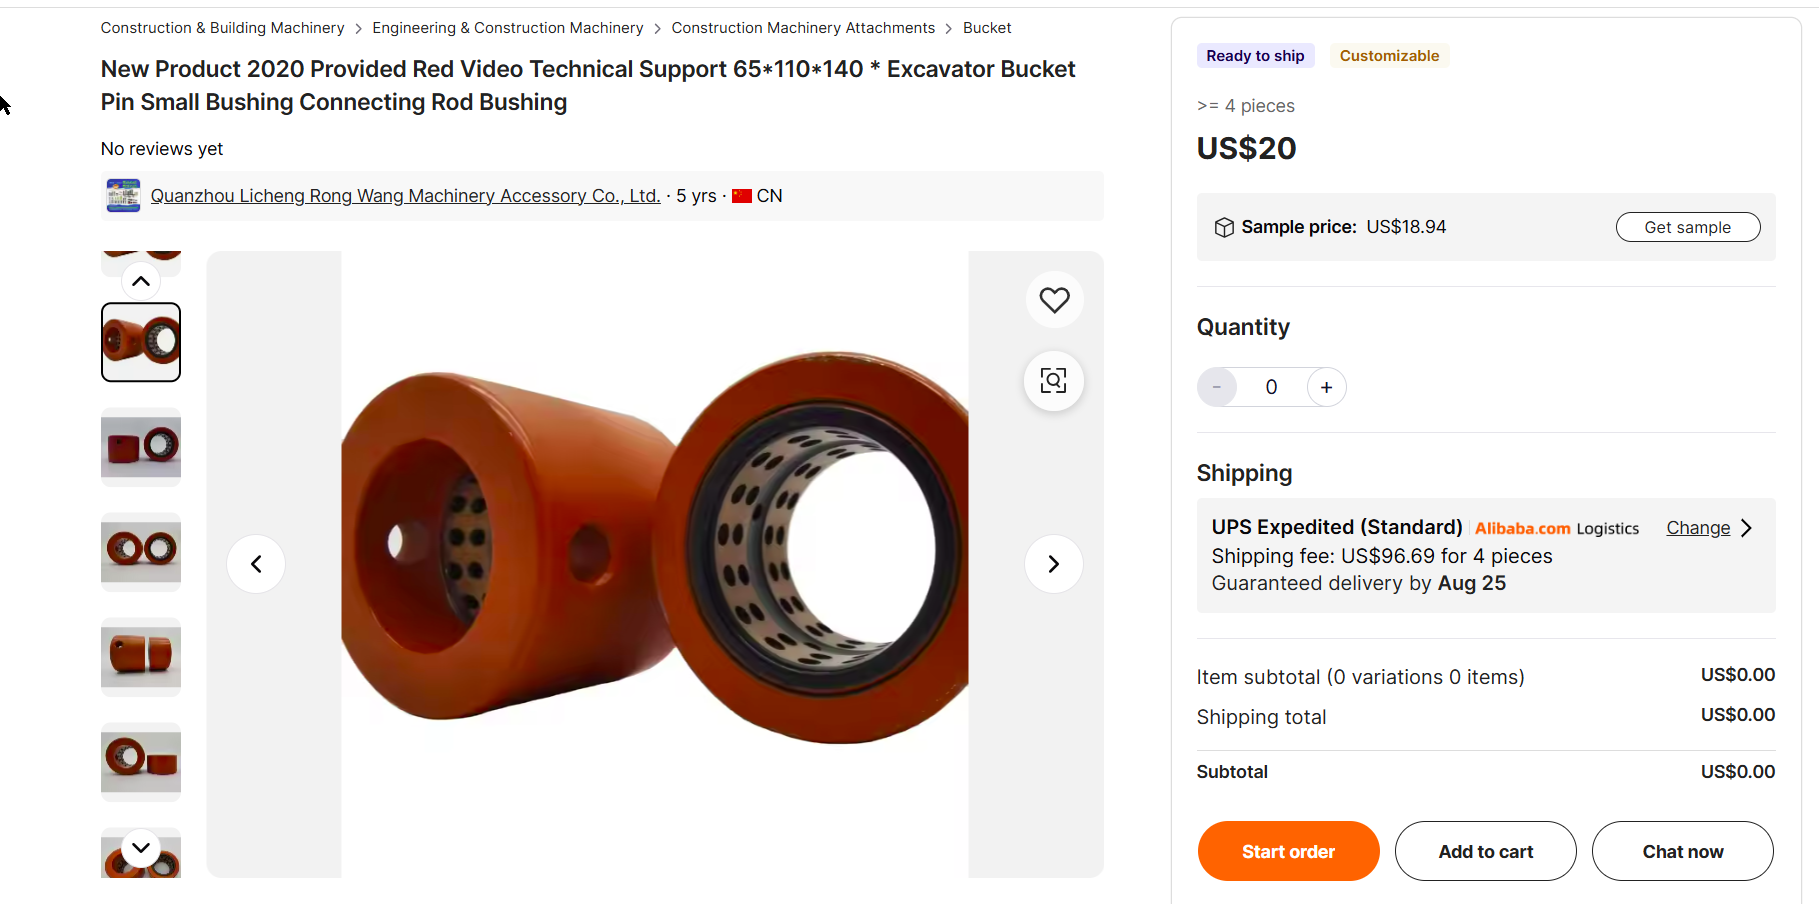 Construction & Building Machinery > Engineering & Construction Machinery > Construction Machinery Attachments > Bucket
New Product 2020 Provided Red Video Technical Support 65*110*140 * Excavator Bucket
Pin Small Bushing Connecting Rod Bushing
No reviews yet
Quanzhou Licheng Rong Wang Machinery Accessory Co., Ltd. · 5 yrs · CN
Ready to ship
Customizable
>= 4 pieces
US$20
Sample price: US$18.94
Get sample
Quantity
- 0 +
Shipping
UPS Expedited (Standard) Alibaba.com Logistics Change >
Shipping fee: US$96.69 for 4 pieces
Guaranteed delivery by Aug 25
Item subtotal (0 variations 0 items) US$0.00
Shipping total US$0.00
Subtotal US$0.00
Start order
Add to cart
Chat now